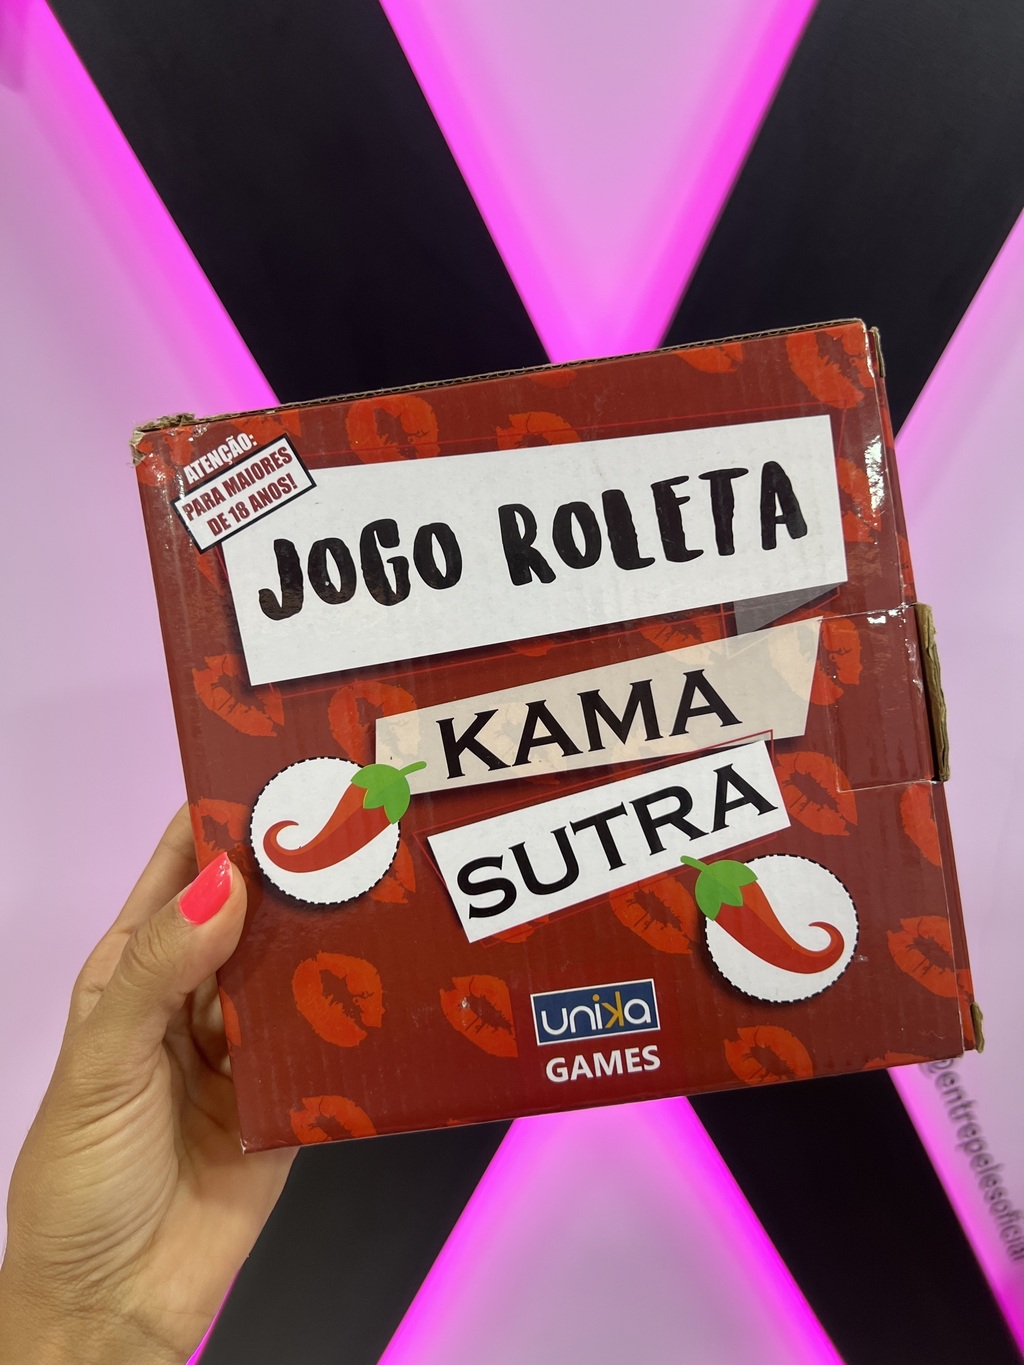 ATENÇÃO:
PARA MAIORES
DE 18 ANOS!
JOGO ROLETA
KAMA
SUTRA
unika
GAMES
@entrepelesoficial